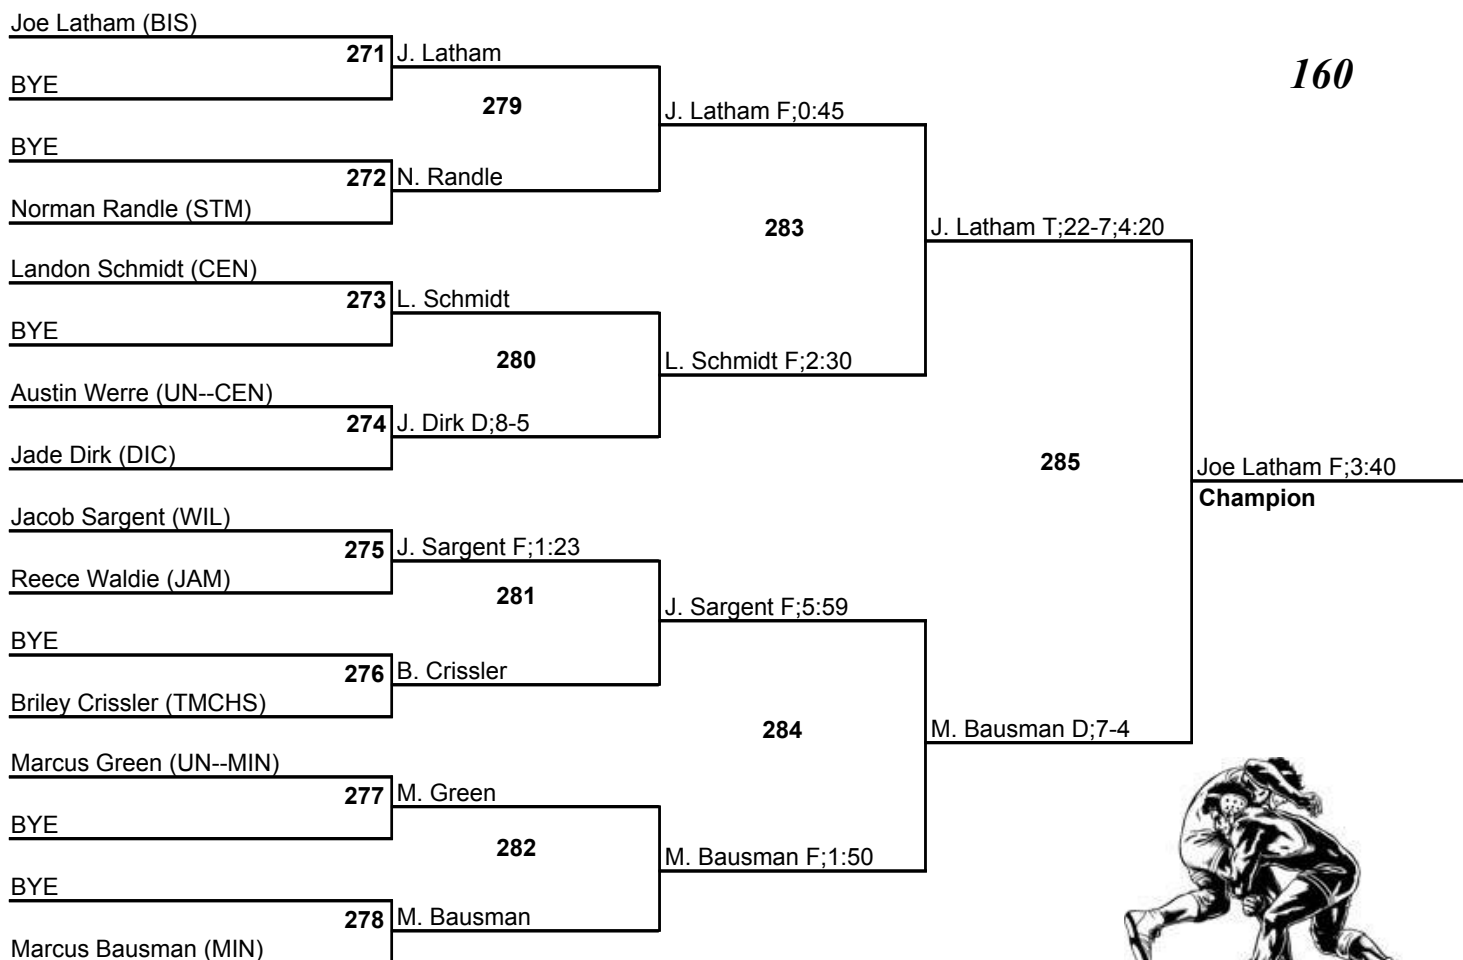 Joe Latham (BIS)
271 J. Latham
160
BYE
279
J. Latham F;0:45
BYE
272 N. Randle
Norman Randle (STM)
283
J. Latham T;22-7;4:20
Landon Schmidt (CEN)
273 L. Schmidt
BYE
280
L. Schmidt F;2:30
Austin Werre (UN--CEN)
274 J. Dirk D;8-5
Jade Dirk (DIC)
285
Joe Latham F;3:40
Champion
Jacob Sargent (WIL)
275 J. Sargent F;1:23
Reece Waldie (JAM)
281
J. Sargent F;5:59
BYE
276 B. Crissler
Briley Crissler (TMCHS)
284
M. Bausman D;7-4
Marcus Green (UN--MIN)
277 M. Green
BYE
282
M. Bausman F;1:50
BYE
278 M. Bausman
Marcus Bausman (MIN)